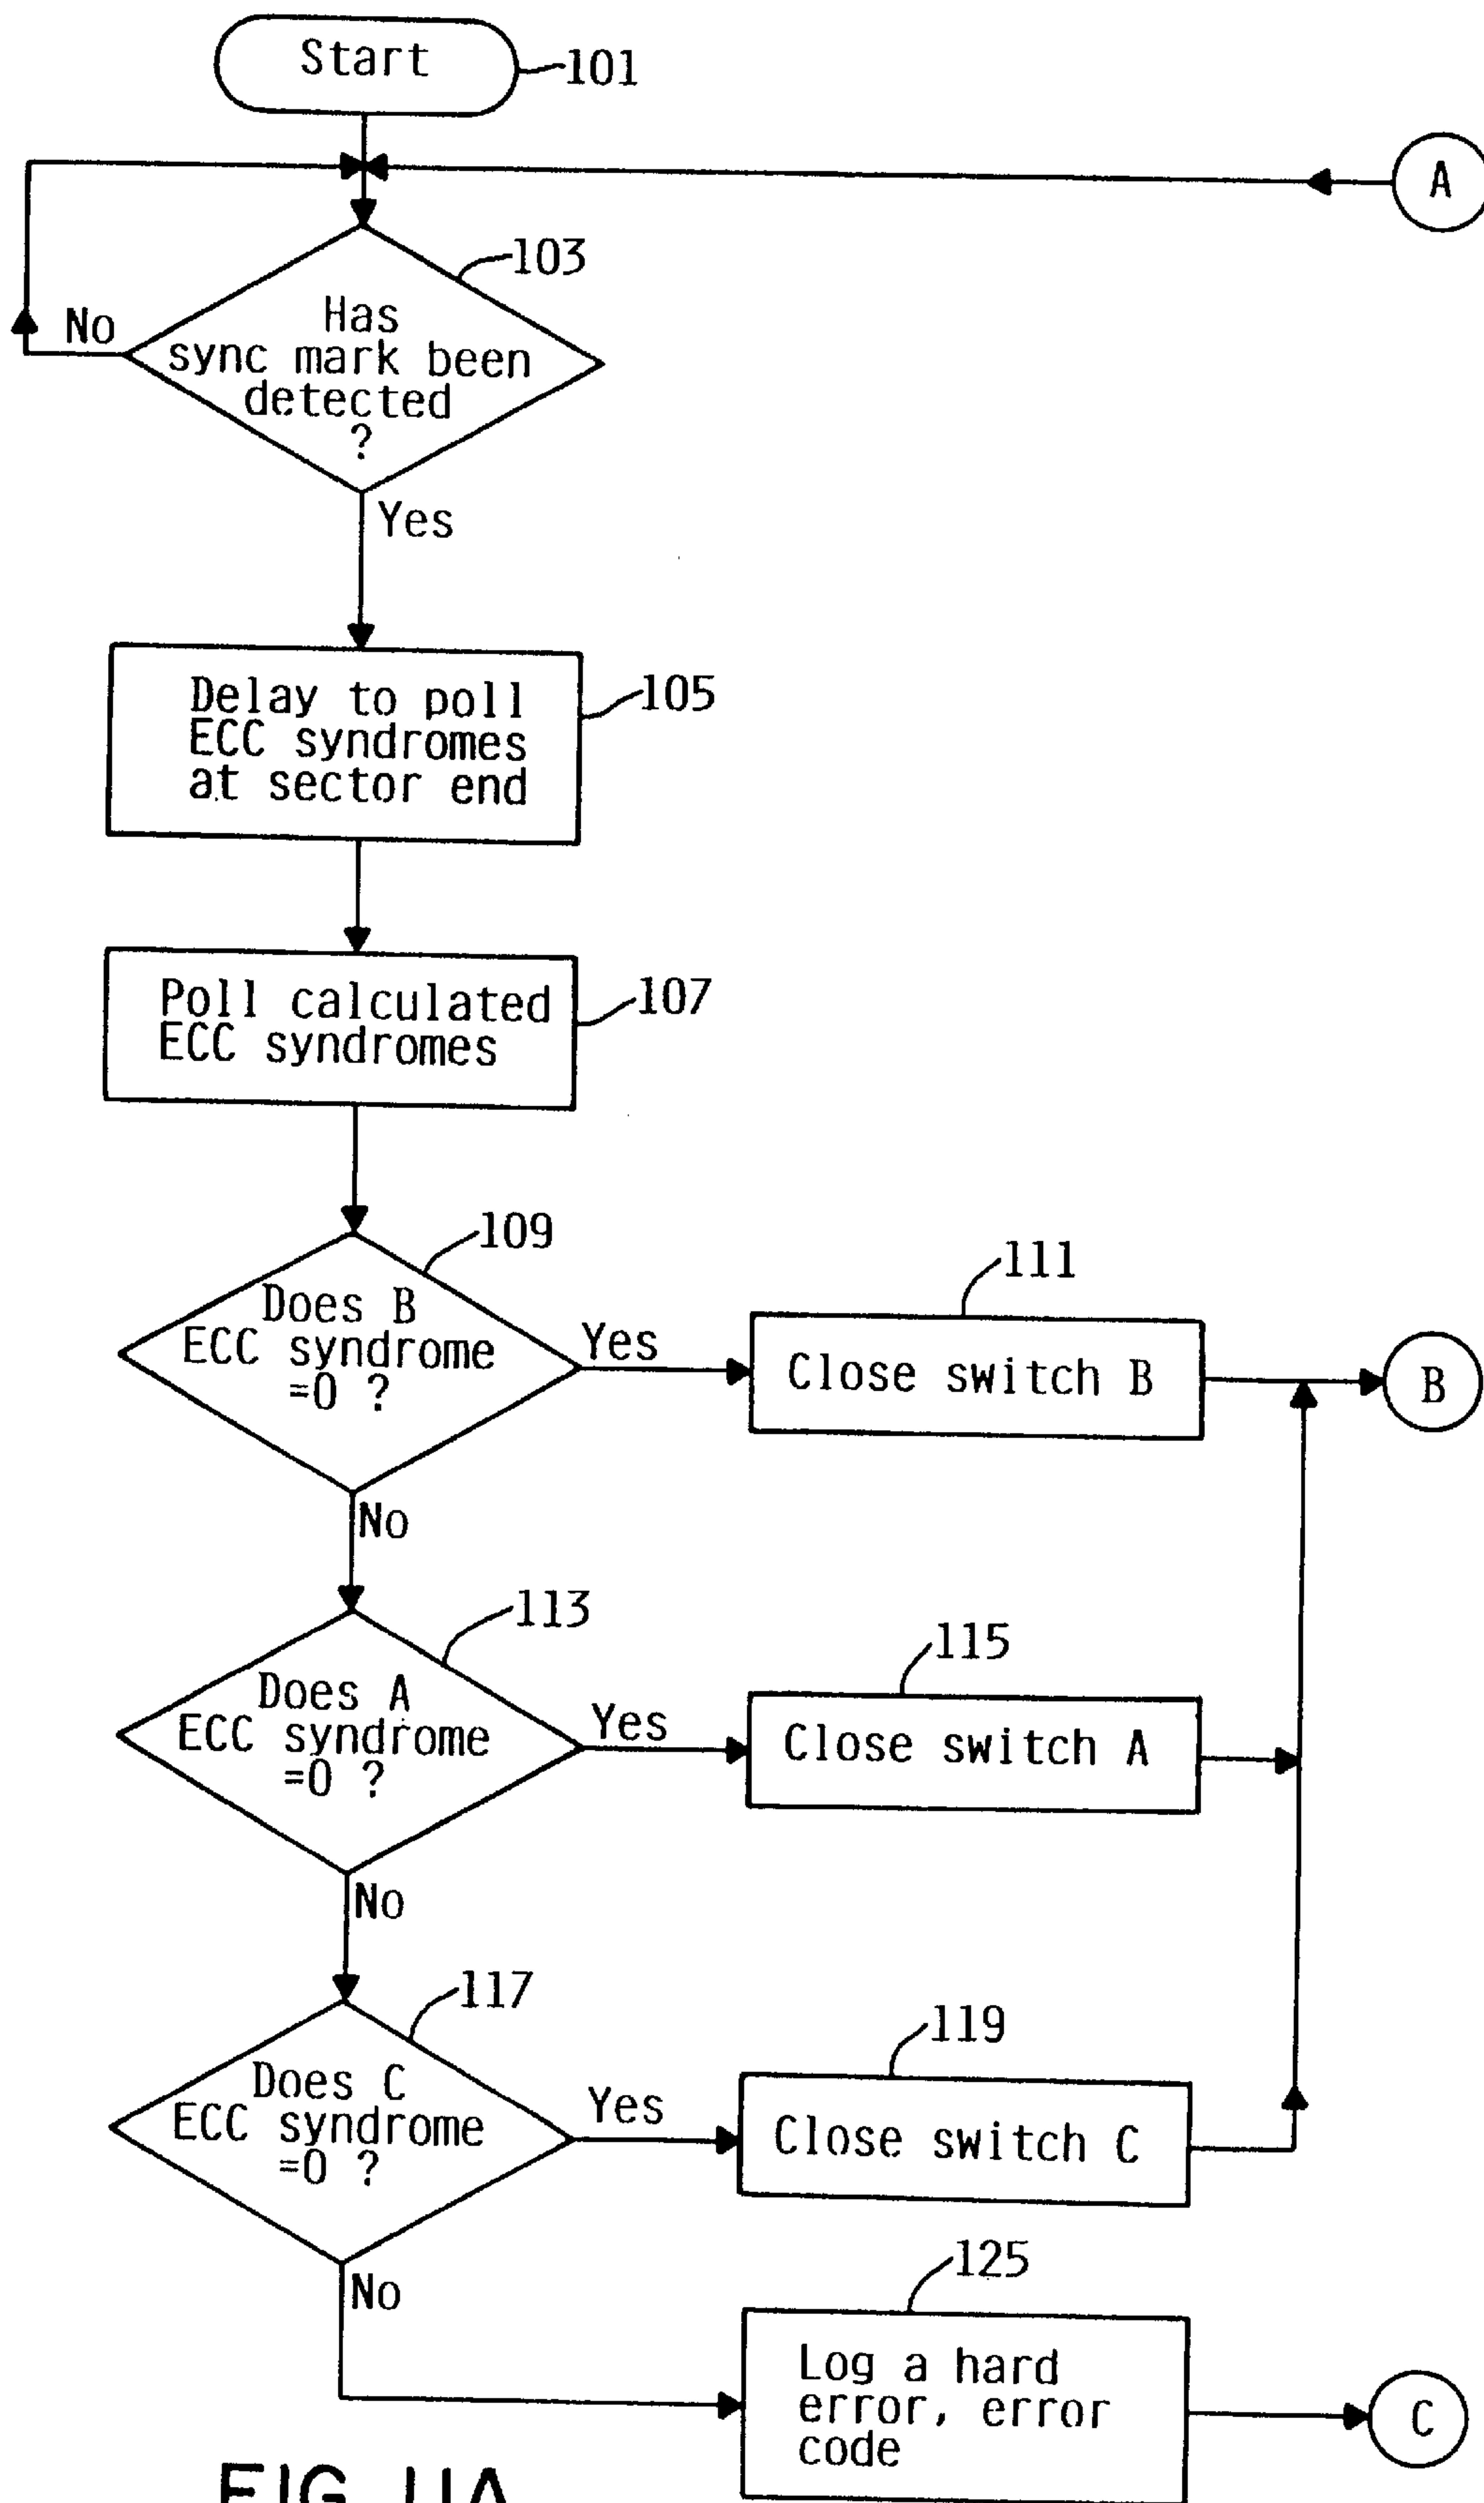 Start
101
A
103
Has
sync mark been
detected
?
No
Yes
Delay to poll
ECC syndromes
at sector end
105
Poll calculated
ECC syndromes
107
109
Does B
ECC syndrome
=0 ?
Yes
111
Close switch B
B
No
113
Does A
ECC syndrome
=0 ?
Yes
115
Close switch A
No
117
Does C
ECC syndrome
=0 ?
Yes
119
Close switch C
No
125
Log a hard
error, error
code
C
FIG. 11A